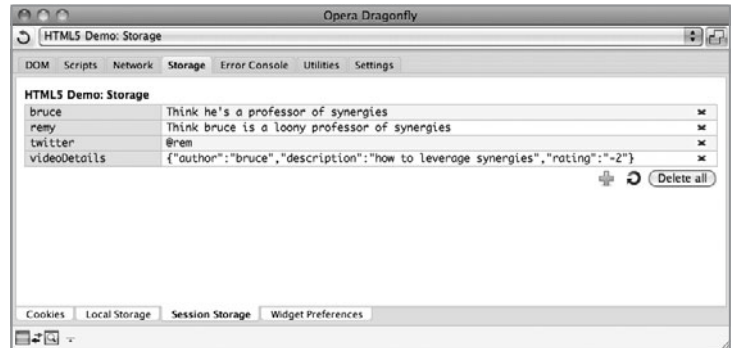 Opera Dragonfly
HTML5 Demo: Storage
DOM Scripts Network Storage Error Console Utilities Settings
HTML5 Demo: Storage
bruce Think he's a professor of synergies
remy Think bruce is a loony professor of synergies
twitter @rem
videoDetails {"author":"bruce","description":"how to leverage synergies","rating":"-2"}
Delete all
Cookies Local Storage Session Storage Widget Preferences